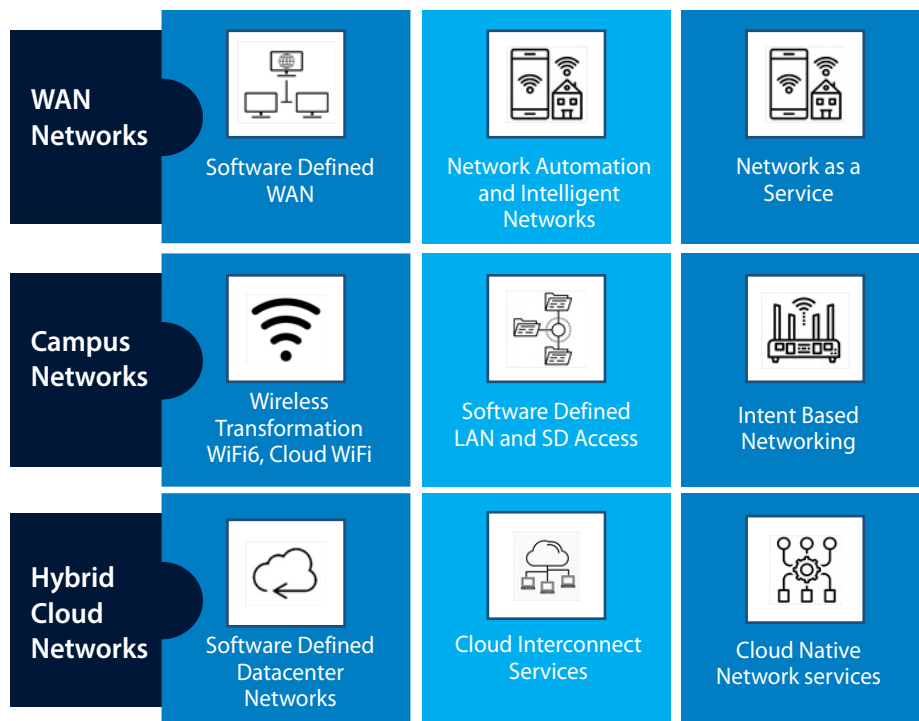 WAN
Networks
Software Defined
WAN
Network Automation
and Intelligent
Networks
Network as a
Service
Campus
Networks
Wireless
Transformation
WiFi6, Cloud WiFi
Software Defined
LAN and SD Access
Intent Based
Networking
Hybrid
Cloud
Networks
Software Defined
Datacenter
Networks
Cloud Interconnect
Services
Cloud Native
Network services